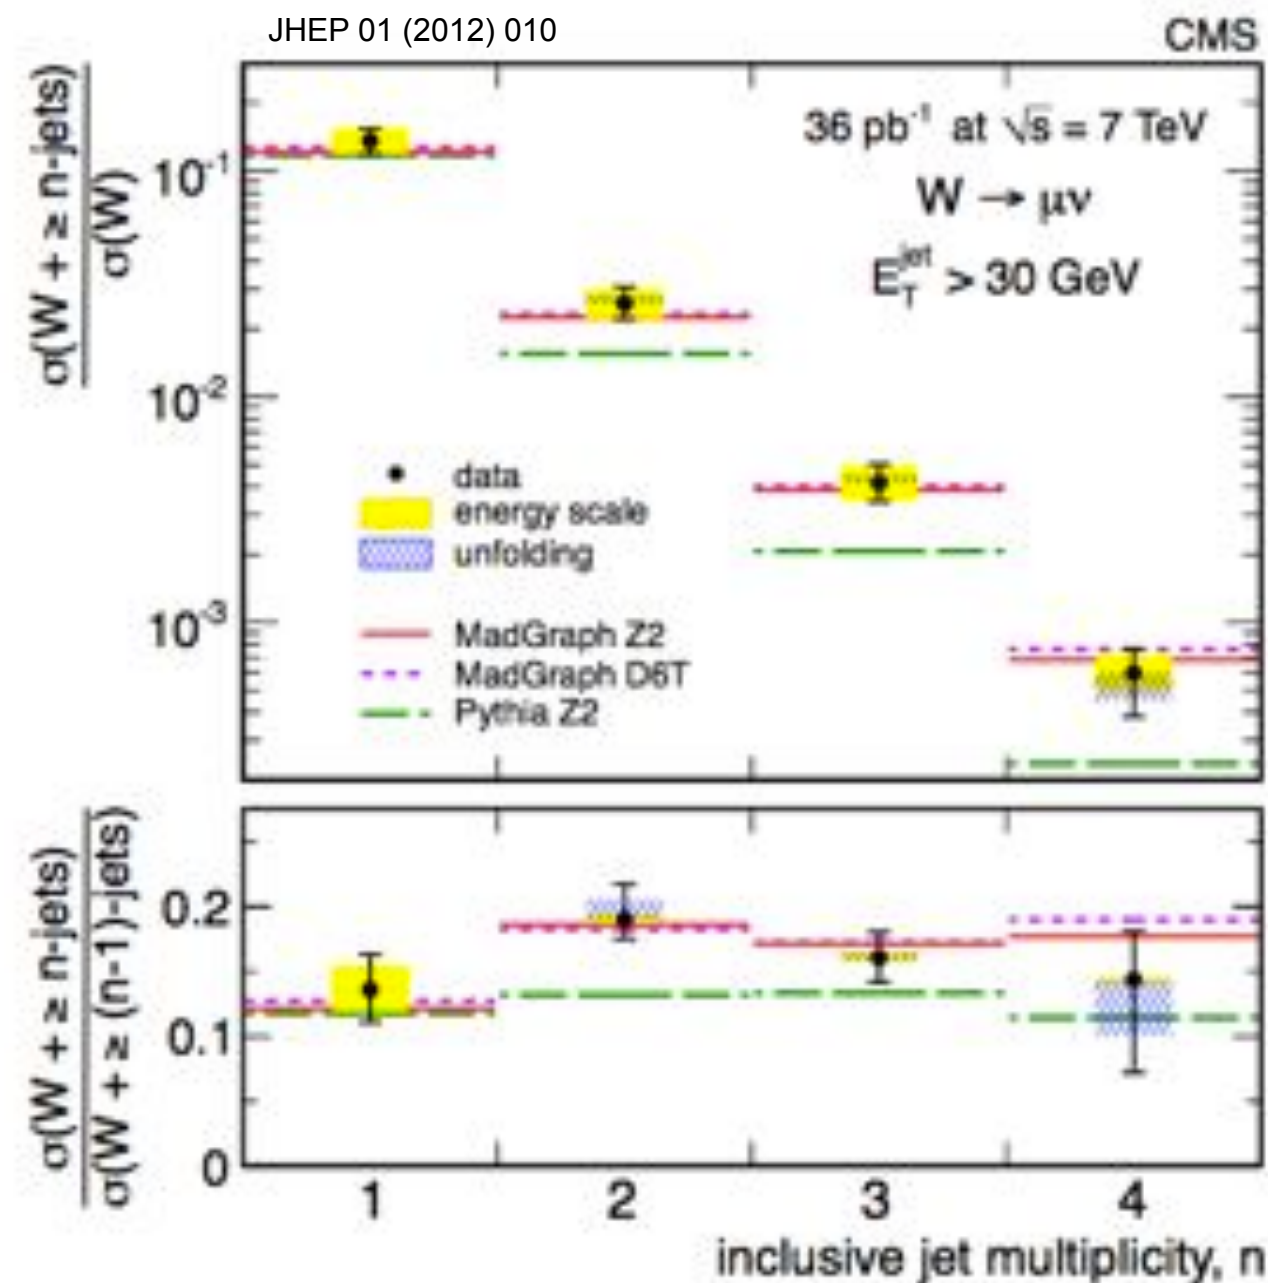 JHEP 01 (2012) 010
CMS
σ(W + ≥ n-jets)
σ(W)
10⁻¹
10⁻²
10⁻³
36 pb⁻¹ at √s = 7 TeV
W → μν
E_T^jet > 30 GeV
data
energy scale
unfolding
MadGraph Z2
MadGraph D6T
Pythia Z2
σ(W + ≥ n-jets)
σ(W + ≥ (n-1)-jets)
0.2
0.1
0
1 2 3 4
inclusive jet multiplicity, n